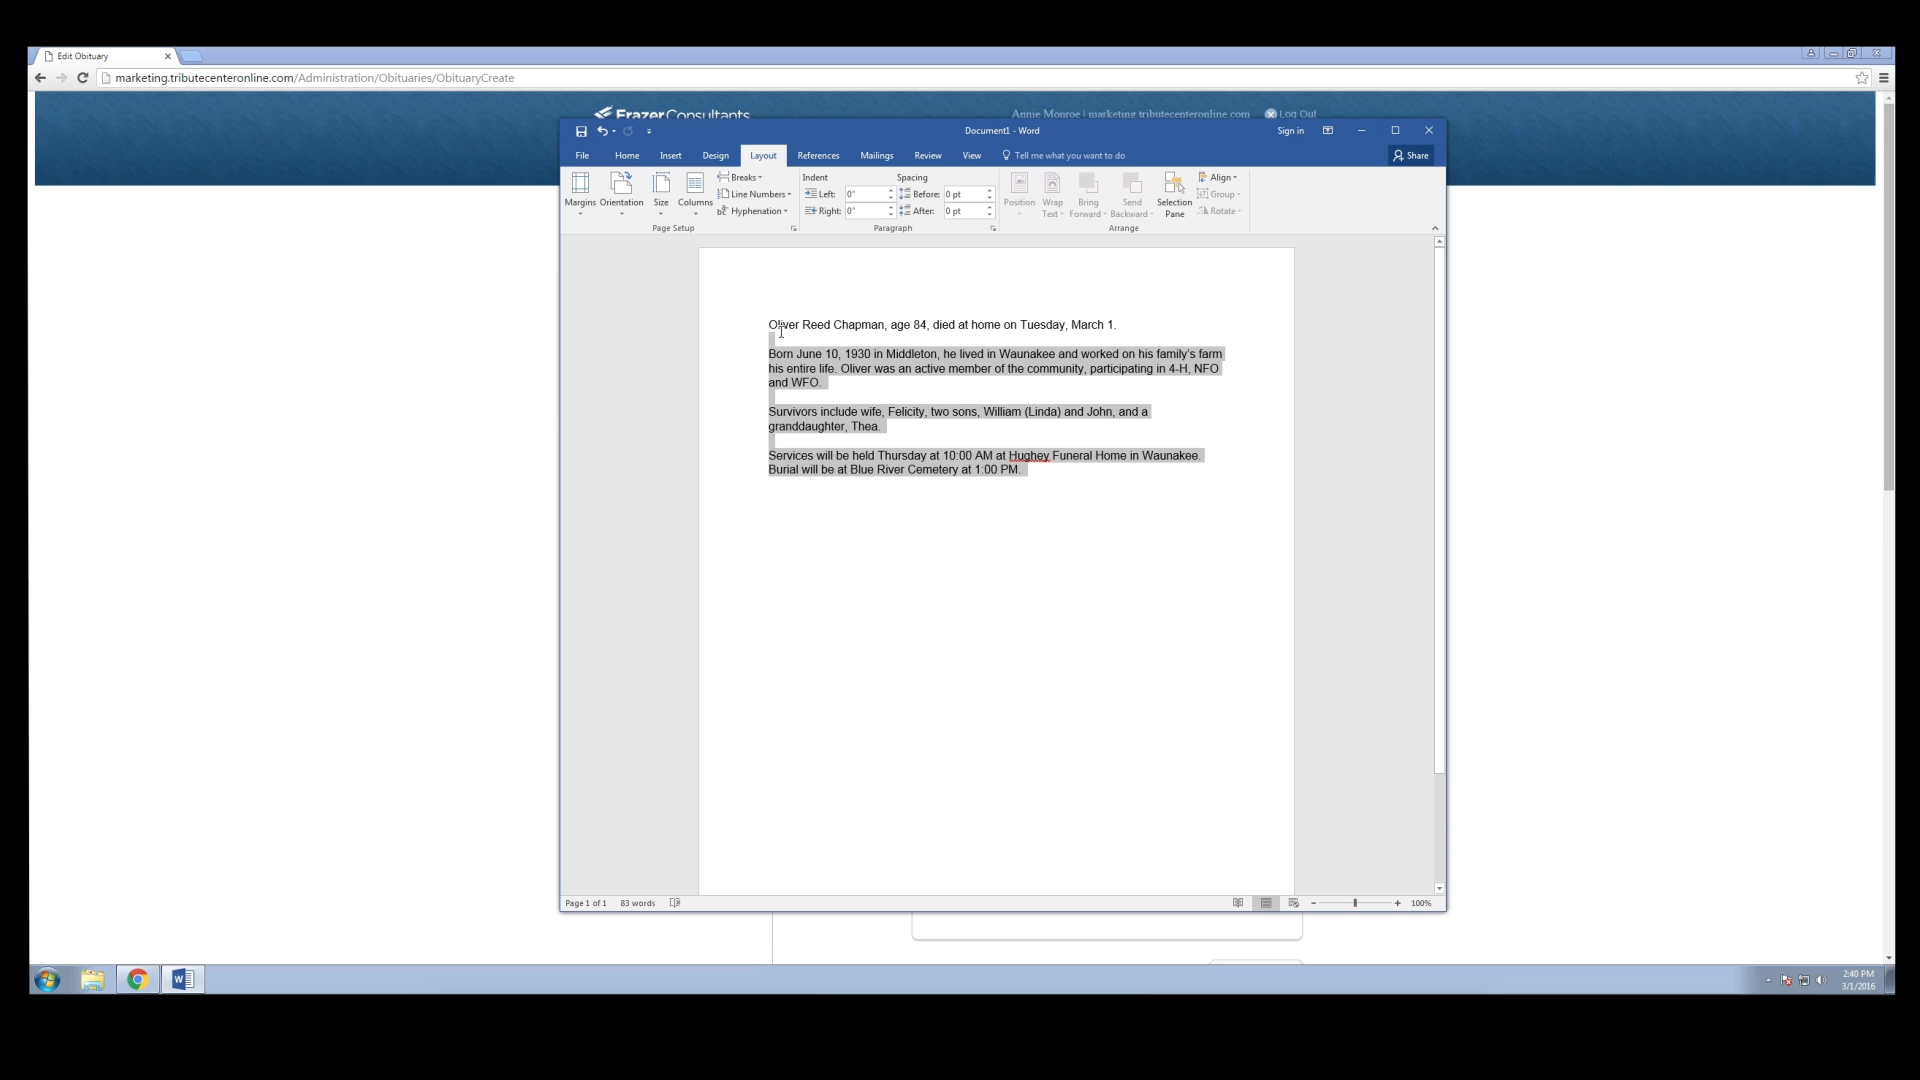 Edit Obituary
marketing.tributecenteronline.com/Administration/Obituaries/ObituaryCreate
FrazerConsultants
Annie Monroe | marketing.tributecenteronline.com Log Out
Document1 - Word
Sign in
File Home Insert Design Layout References Mailings Review View Tell me what you want to do Share
Margins Orientation Size Columns
Breaks
Line Numbers
Hyphenation
Page Setup
Indent
Left: 0"
Right: 0"
Spacing
Before: 0 pt
After: 0 pt
Paragraph
Position
Wrap Text
Bring Forward
Send Backward
Selection Pane
Align
Group
Rotate
Arrange
Oliver Reed Chapman, age 84, died at home on Tuesday, March 1.
Born June 10, 1930 in Middleton, he lived in Waunakee and worked on his family's farm
his entire life. Oliver was an active member of the community, participating in 4-H, NFO
and WFO.
Survivors include wife, Felicity, two sons, William (Linda) and John, and a
granddaughter, Thea.
Services will be held Thursday at 10:00 AM at Hughey Funeral Home in Waunakee.
Burial will be at Blue River Cemetery at 1:00 PM.
Page 1 of 1 83 words
100%
2:40 PM
3/1/2016